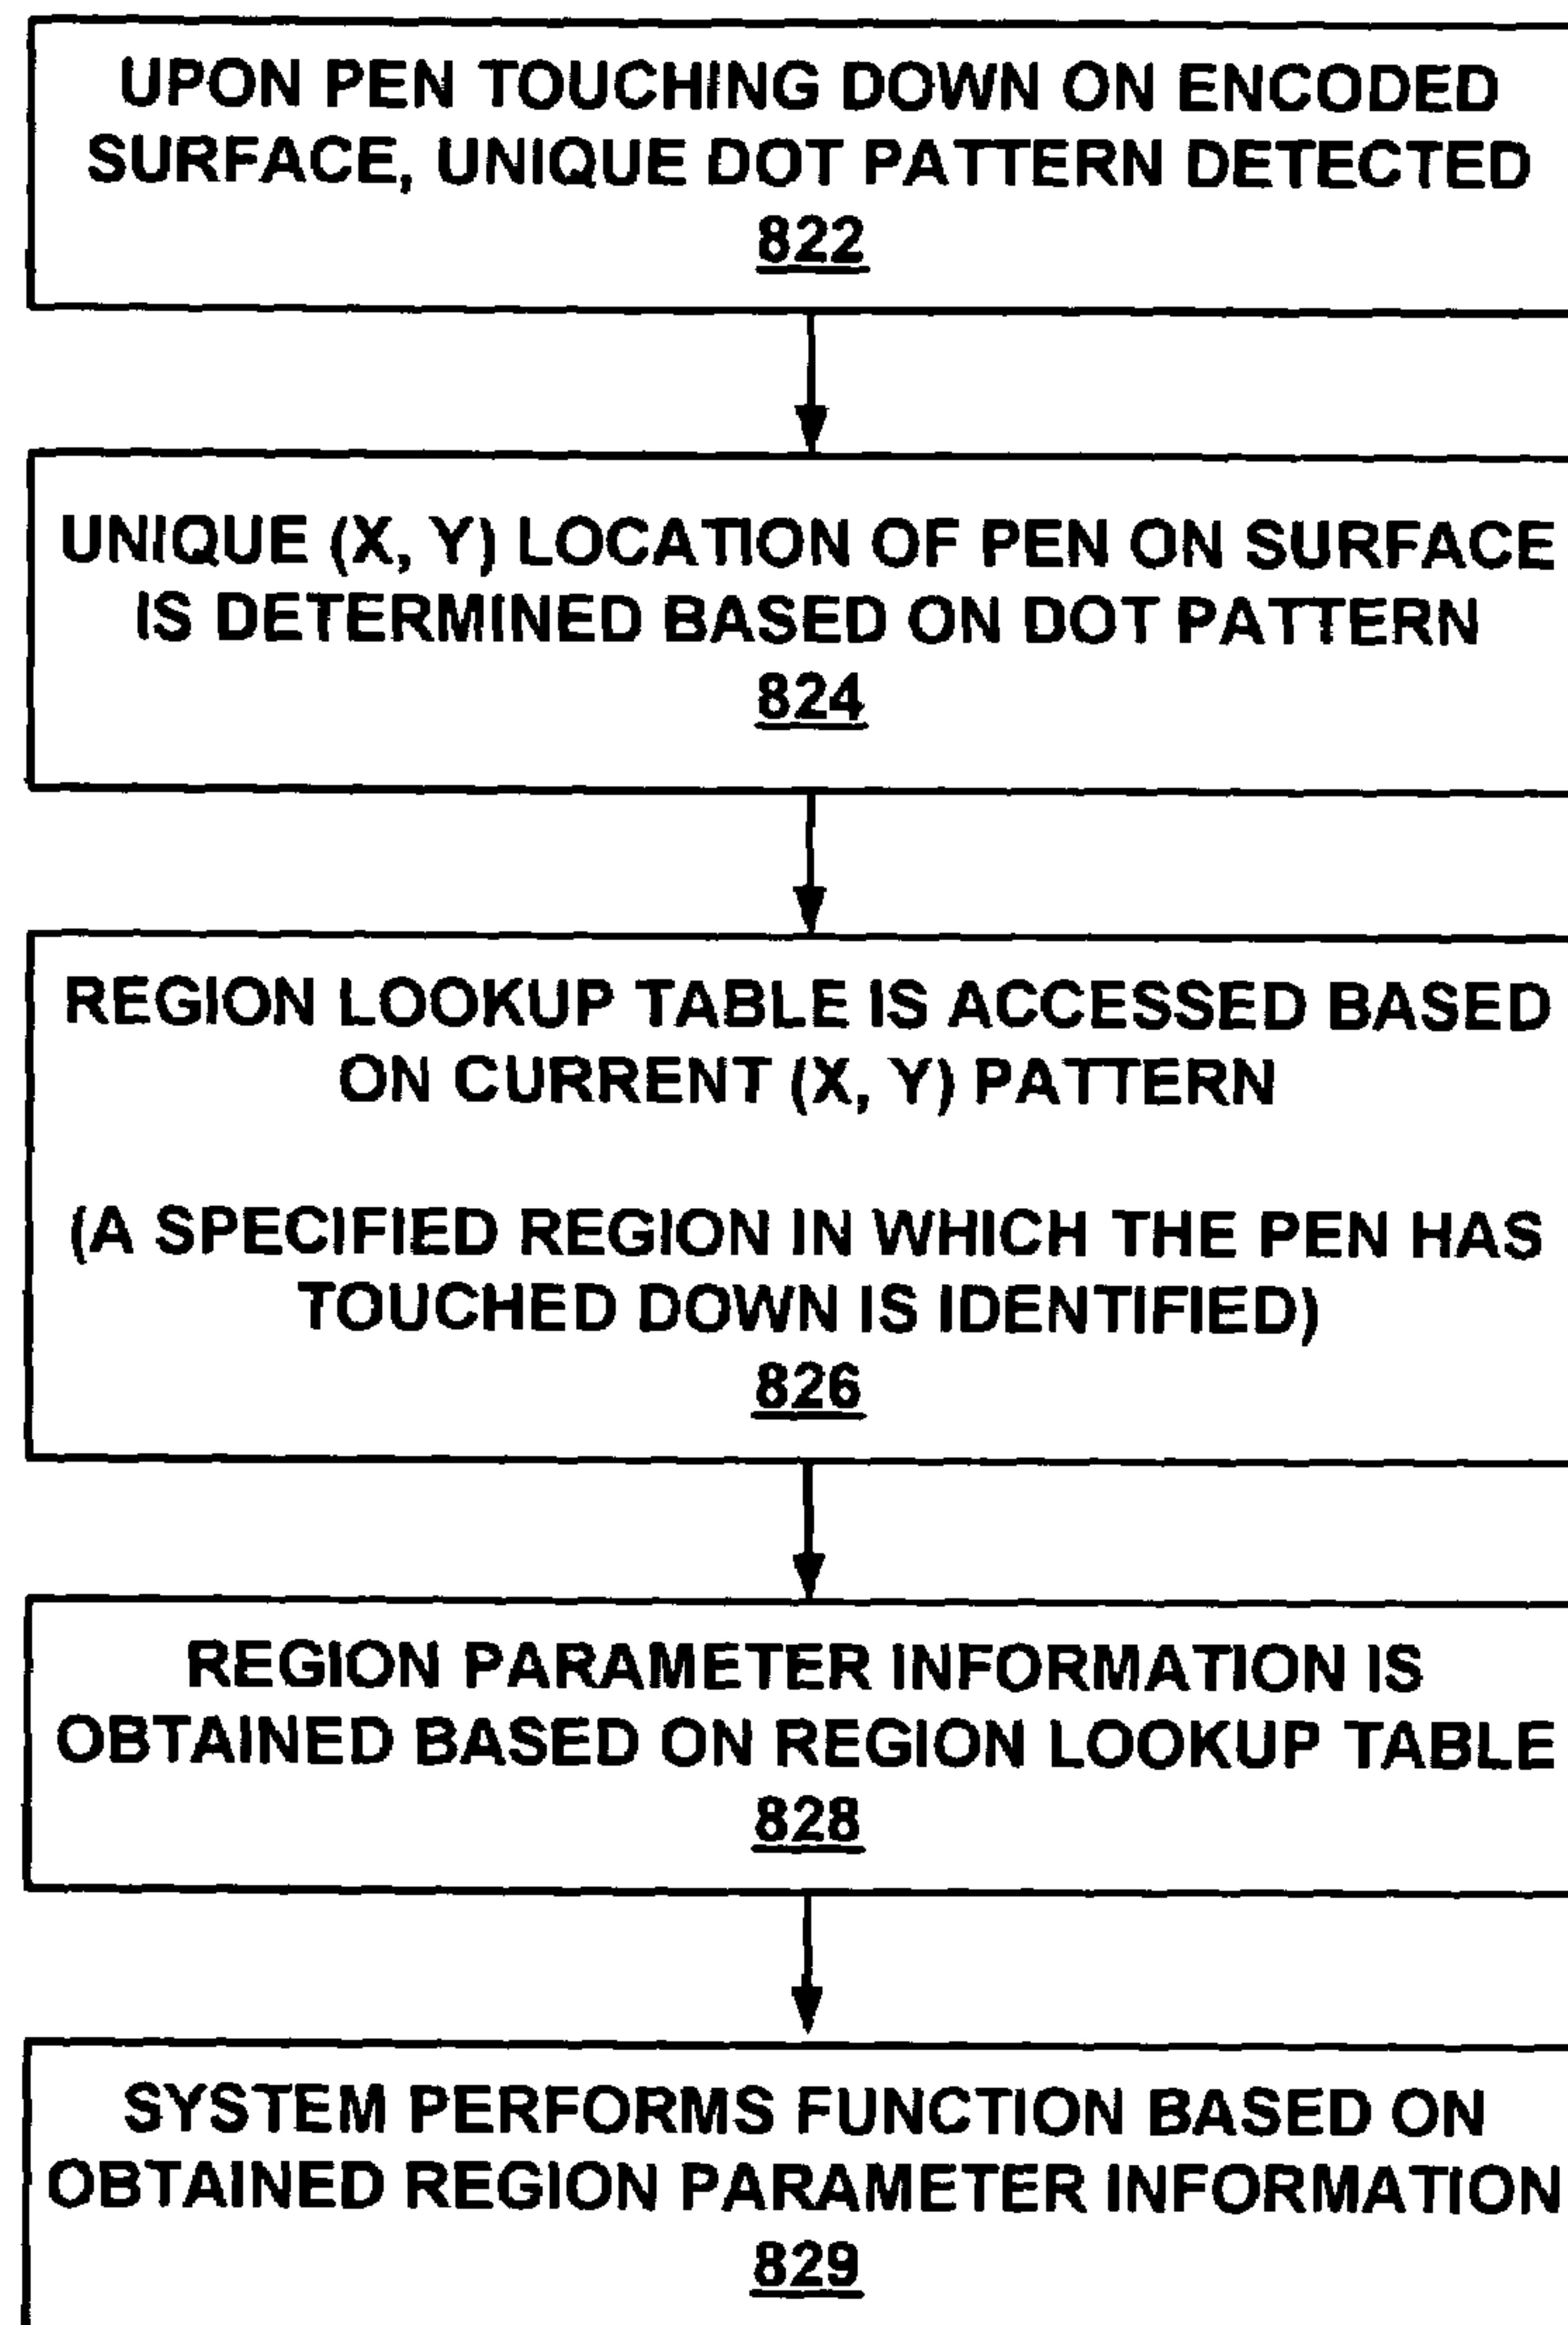 UPON PEN TOUCHING DOWN ON ENCODED
SURFACE, UNIQUE DOT PATTERN DETECTED
822
UNIQUE (X, Y) LOCATION OF PEN ON SURFACE
IS DETERMINED BASED ON DOT PATTERN
824
REGION LOOKUP TABLE IS ACCESSED BASED
ON CURRENT (X, Y) PATTERN
(A SPECIFIED REGION IN WHICH THE PEN HAS
TOUCHED DOWN IS IDENTIFIED)
826
REGION PARAMETER INFORMATION IS
OBTAINED BASED ON REGION LOOKUP TABLE
828
SYSTEM PERFORMS FUNCTION BASED ON
OBTAINED REGION PARAMETER INFORMATION
829